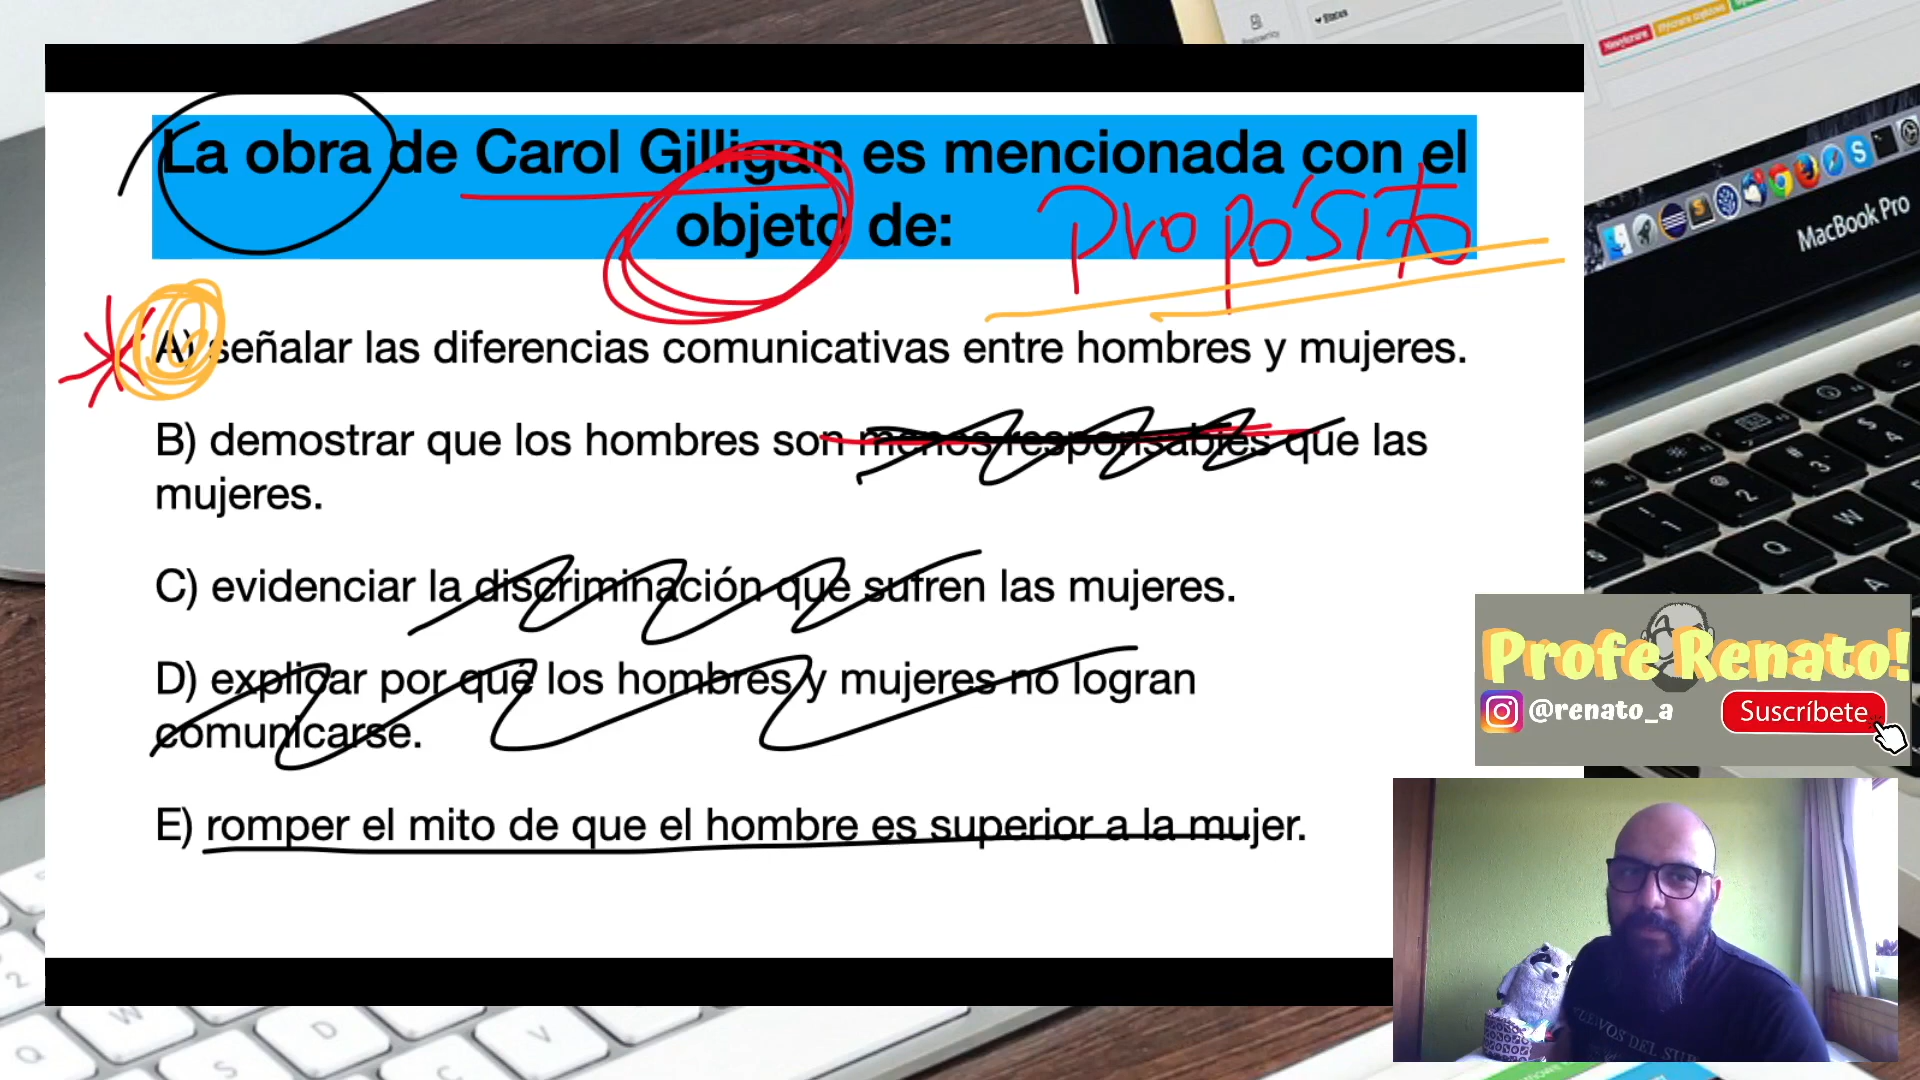 Status
La obra de Carol Gilligan es mencionada con el
objeto de:
propósito
MacBook Pro
A) señalar las diferencias comunicativas entre hombres y mujeres.
B) demostrar que los hombres son menos responsables que las
mujeres.
C) evidenciar la discriminación que sufren las mujeres.
D) explicar por qué los hombres y mujeres no logran
comunicarse.
E) romper el mito de que el hombre es superior a la mujer.
Profe Renato!
@renato_a
Suscríbete